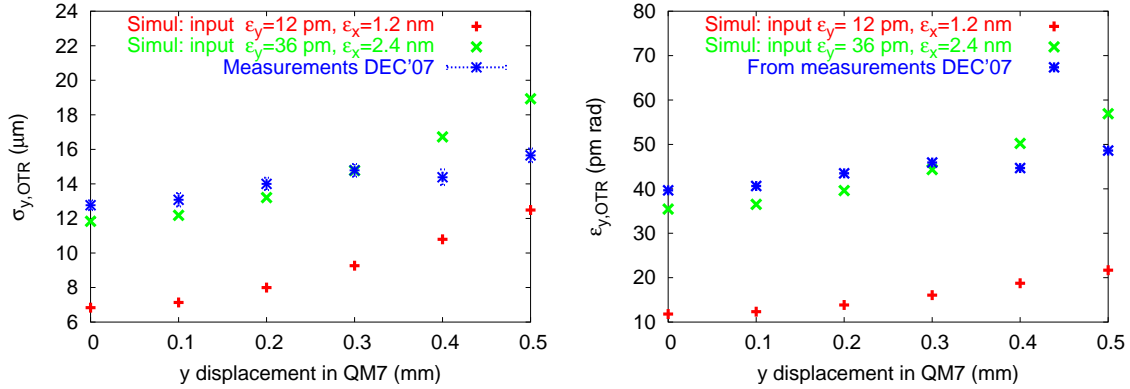 24
22
20
18
16
14
12
10
8
6
σy,OTR (μm)
Simul: input εy=12 pm, εx=1.2 nm
Simul: input εy=36 pm, εx=2.4 nm
Measurements DEC'07
0 0.1 0.2 0.3 0.4 0.5
y displacement in QM7 (mm)
80
70
60
50
40
30
20
10
εy,OTR (pm rad)
Simul: input εy= 12 pm, εx=1.2 nm
Simul: input εy= 36 pm, εx=2.4 nm
From measurements DEC'07
0 0.1 0.2 0.3 0.4 0.5
y displacement in QM7 (mm)